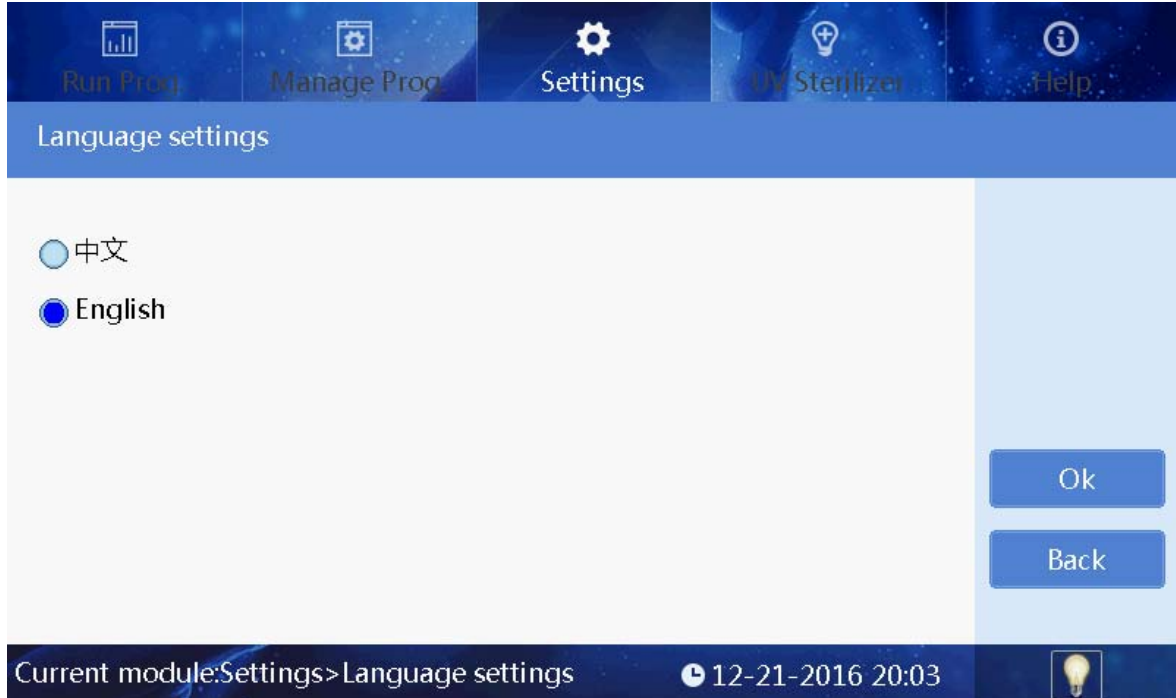 Run Prog.
Manage Prog.
Settings
UV Sterilizer
Help
Language settings
中文
English
Ok
Back
Current module:Settings>Language settings
12-21-2016 20:03